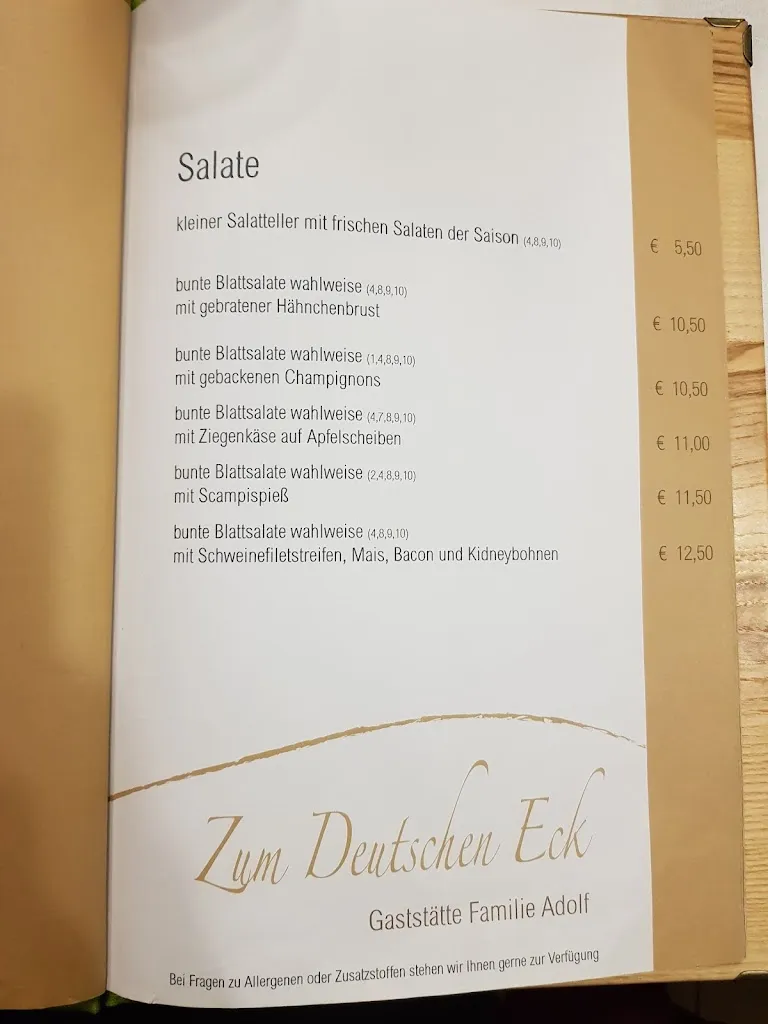 Salate
kleiner Salatteller mit frischen Salaten der Saison (4,8,9,10) € 5,50
bunte Blattsalate wahlweise (4,8,9,10)
mit gebratener Hähnchenbrust € 10,50
bunte Blattsalate wahlweise (1,4,8,9,10)
mit gebackenen Champignons € 10,50
bunte Blattsalate wahlweise (4,7,8,9,10)
mit Ziegenkäse auf Apfelscheiben € 11,00
bunte Blattsalate wahlweise (2,4,8,9,10)
mit Scampispieß € 11,50
bunte Blattsalate wahlweise (4,8,9,10)
mit Schweinefiletstreifen, Mais, Bacon und Kidneybohnen € 12,50
Zum Deutschen Eck
Gaststätte Familie Adolf
Bei Fragen zu Allergenen oder Zusatzstoffen stehen wir Ihnen gerne zur Verfügung